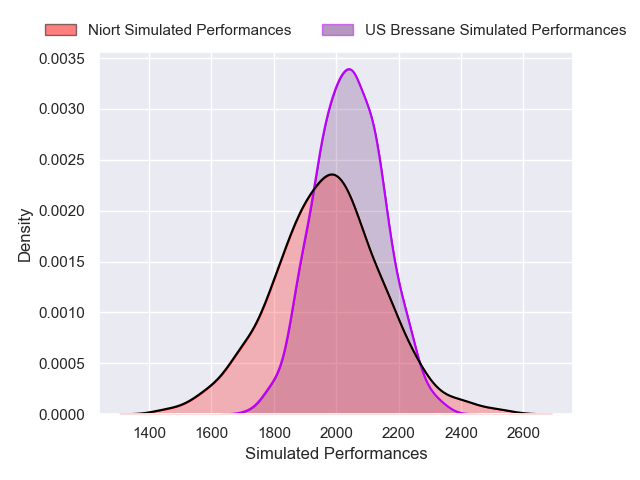 Niort Simulated Performances
US Bressane Simulated Performances
0.0035
0.0030
0.0025
0.0020
0.0015
0.0010
0.0005
0.0000
Density
1400 1600 1800 2000 2200 2400 2600
Simulated Performances